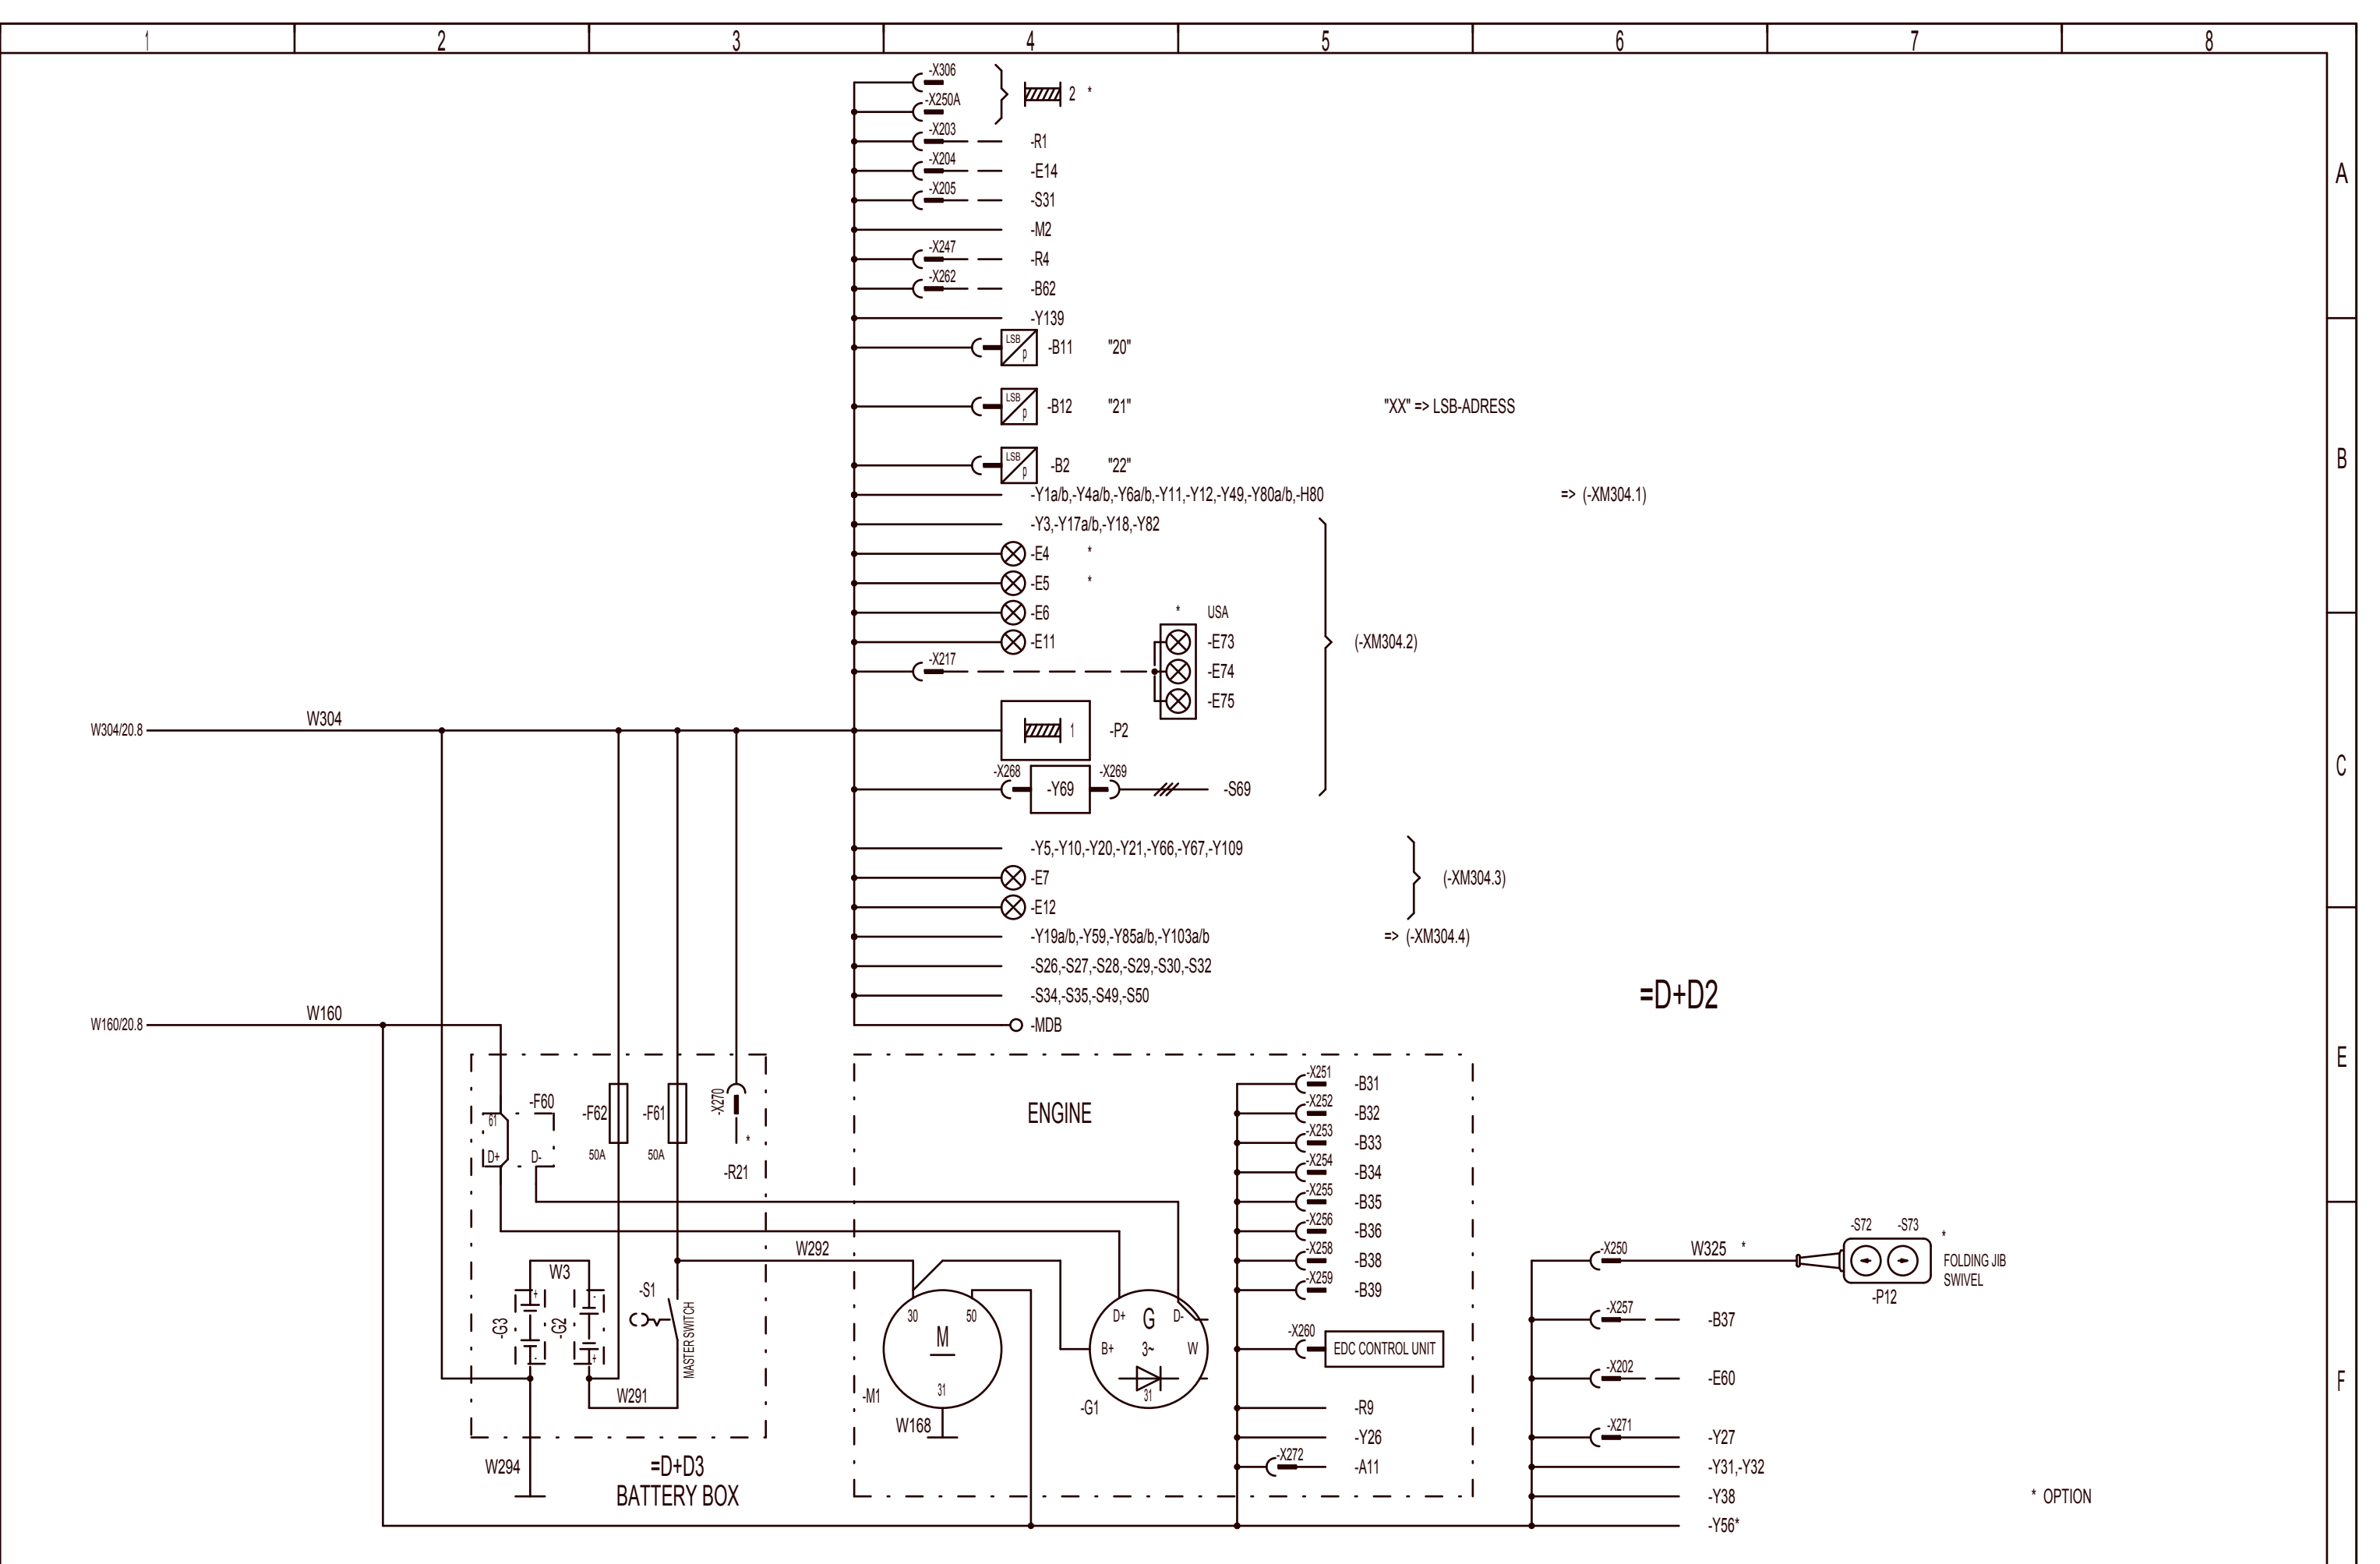 1 2 3 4 5 6 7 8
A
B
C
E
F
-X306
-X250A
2 *
-X203 -R1
-X204 -E14
-X205 -S31
-M2
-X247 -R4
-X262 -B62
-Y139
LSB p -B11 "20"
LSB p -B12 "21" "XX" => LSB-ADRESS
LSB p -B2 "22"
-Y1a/b,-Y4a/b,-Y6a/b,-Y11,-Y12,-Y49,-Y80a/b,-H80 => (-XM304.1)
-Y3,-Y17a/b,-Y18,-Y82
-E4 *
-E5 *
-E6 * USA
-E11 -E73 (-XM304.2)
-X217 -E74
-E75
W304/20.8 W304 1 -P2
-X268 -Y69 -X269 -S69
-Y5,-Y10,-Y20,-Y21,-Y66,-Y67,-Y109
-E7 (-XM304.3)
-E12
-Y19a/b,-Y59,-Y85a/b,-Y103a/b => (-XM304.4)
-S26,-S27,-S28,-S29,-S30,-S32
-S34,-S35,-S49,-S50
=D+D2
W160/20.8 W160 -MDB
-F60
61
D+ D-
-F62
50A
-F61
50A
-X270
*
-R21
W3
-G3
+
-
-G2
-
+
-S1
MASTER SWITCH
W291
W294
=D+D3
BATTERY BOX
W292
ENGINE
30 50
M
31
-M1
W168
D+ G D-
B+ 3~ W
31
-G1
-X251 -B31
-X252 -B32
-X253 -B33
-X254 -B34
-X255 -B35
-X256 -B36
-X258 -B38
-X259 -B39
-X260 EDC CONTROL UNIT
-R9
-Y26
-X272 -A11
-X250 W325 *
-S72 -S73
*
FOLDING JIB
SWIVEL
-P12
-X257 -B37
-X202 -E60
-X271 -Y27
-Y31,-Y32
-Y38
-Y56*
* OPTION